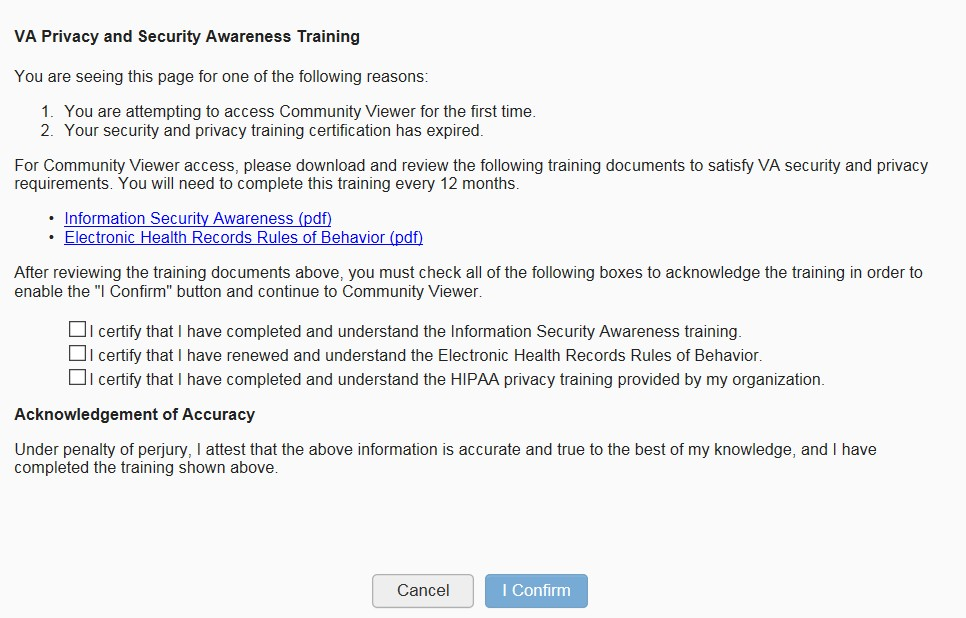 VA Privacy and Security Awareness Training
You are seeing this page for one of the following reasons:
1. You are attempting to access Community Viewer for the first time.
2. Your security and privacy training certification has expired.
For Community Viewer access, please download and review the following training documents to satisfy VA security and privacy
requirements. You will need to complete this training every 12 months.
• Information Security Awareness (pdf)
• Electronic Health Records Rules of Behavior (pdf)
After reviewing the training documents above, you must check all of the following boxes to acknowledge the training in order to
enable the "I Confirm" button and continue to Community Viewer.
I certify that I have completed and understand the Information Security Awareness training.
I certify that I have renewed and understand the Electronic Health Records Rules of Behavior.
I certify that I have completed and understand the HIPAA privacy training provided by my organization.
Acknowledgement of Accuracy
Under penalty of perjury, I attest that the above information is accurate and true to the best of my knowledge, and I have
completed the training shown above.
Cancel I Confirm